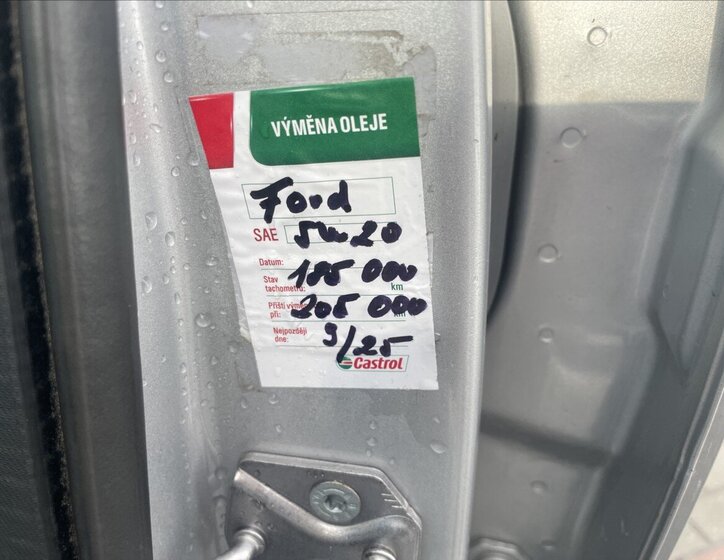 VÝMĚNA OLEJE
Ford
SAE 5w20
Datum:
Stav tachometru: 185 000 km
Příští výměna při: 205 000 km
Nejpozději dne: 9/25
Castrol